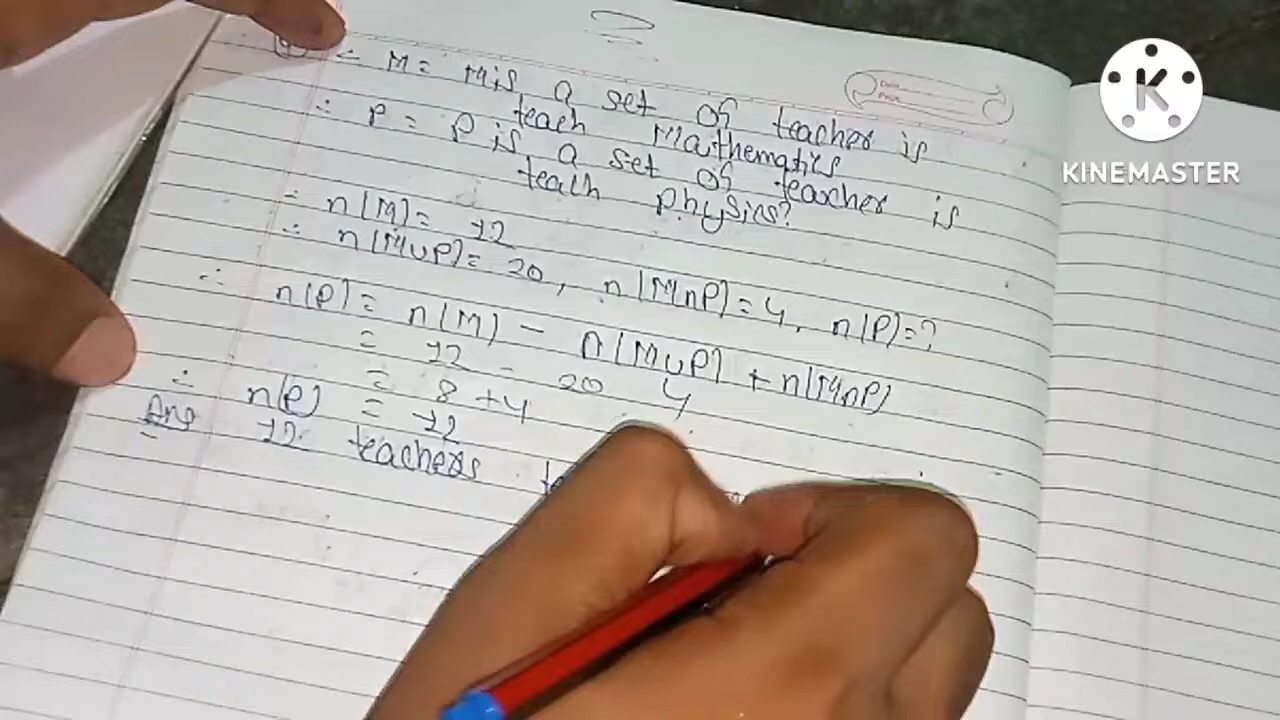 ∴ M = M is a set of teacher is
teach Mathematics
∴ P = P is a set of teacher is
teach Physics?
∴ n(M) = 12
∴ n(M∪P) = 20, n(M∩P) = 4, n(P) = ?
∴ n(P) = n(M) - n(M∪P) + n(M∩P)
= 12 - 20 4
= 8 + 4
∴ n(P) = 12
Ans 12 teachers
KINEMASTER